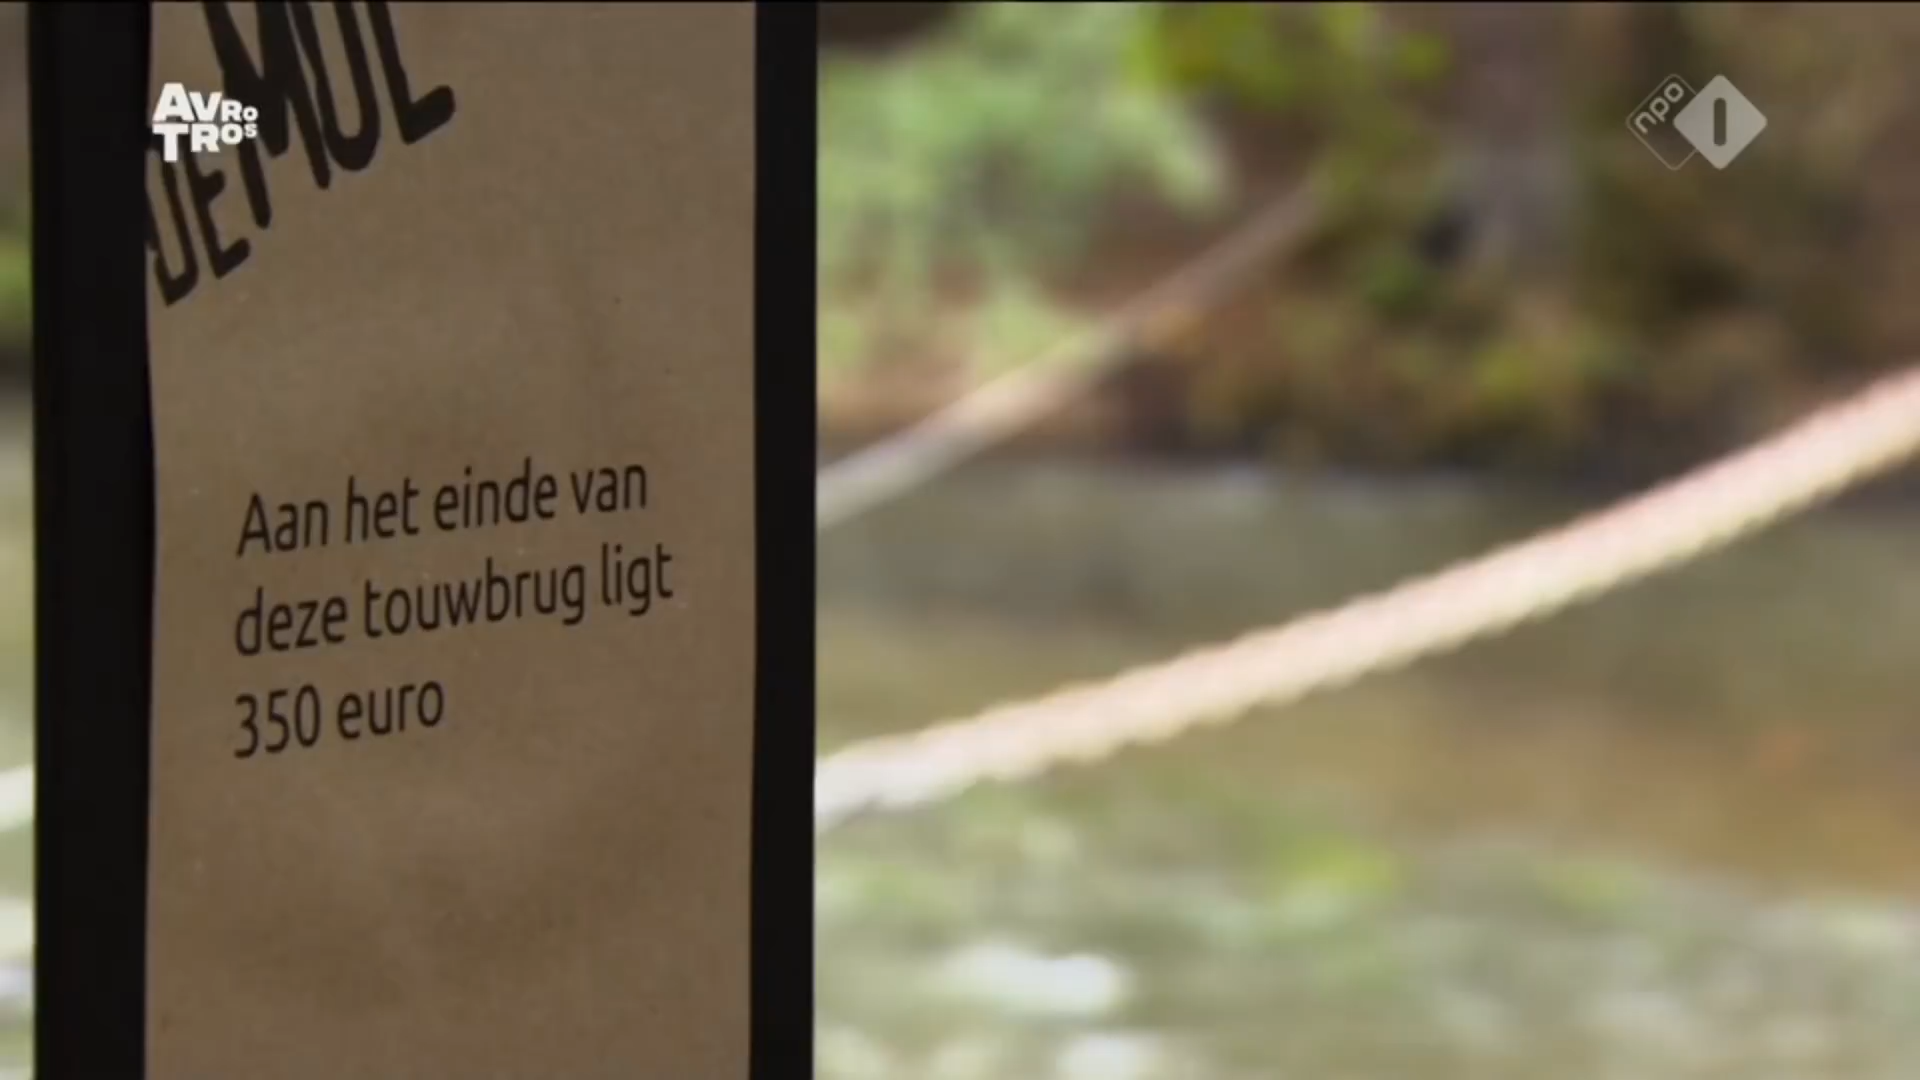 DE MOL
AVRO
TROS
npo
1
Aan het einde van
deze touwbrug ligt
350 euro